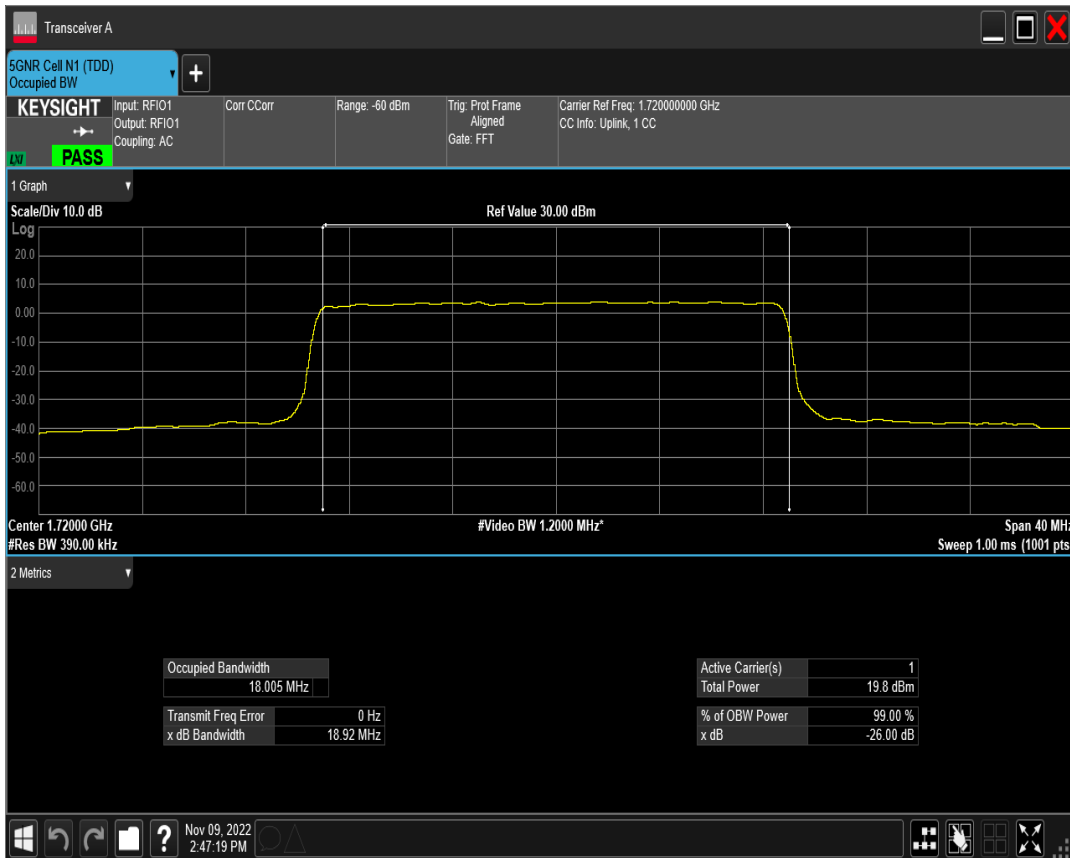 Transceiver A
5GNR Cell N1 (TDD)
Occupied BW
+
KEYSIGHT
LXI
PASS
Input: RFIO1
Output: RFIO1
Coupling: AC
Corr CCorr
Range: -60 dBm
Trig: Prot Frame
Aligned
Gate: FFT
Carrier Ref Freq: 1.720000000 GHz
CC Info: Uplink, 1 CC
1 Graph
Scale/Div 10.0 dB
Ref Value 30.00 dBm
Log
20.0
10.0
0.00
-10.0
-20.0
-30.0
-40.0
-50.0
-60.0
Center 1.72000 GHz
#Video BW 1.2000 MHz*
Span 40 MHz
#Res BW 390.00 kHz
Sweep 1.00 ms (1001 pts
2 Metrics
Occupied Bandwidth
18.005 MHz
Transmit Freq Error 0 Hz
x dB Bandwidth 18.92 MHz
Active Carrier(s) 1
Total Power 19.8 dBm
% of OBW Power 99.00 %
x dB -26.00 dB
?
Nov 09, 2022
2:47:19 PM